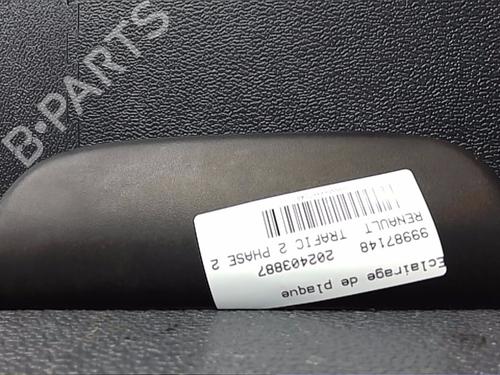 B-PARTS
Eclairage de plaque
99987148 202403887
RENAULT TRAFIC 2 PHASE 2